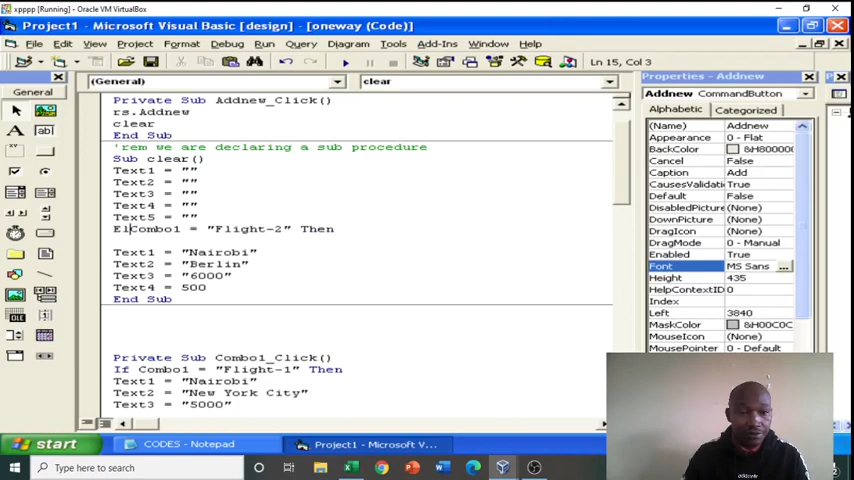 xpppp [Running] - Oracle VM VirtualBox
Project1 - Microsoft Visual Basic [design] - [oneway (Code)]
File Edit View Project Format Debug Run Query Diagram Tools Add-Ins Window Help
Ln 15, Col 3
General
(General)
clear
Private Sub Addnew_Click()
rs.Addnew
clear
End Sub
'rem we are declaring a sub procedure
Sub clear()
Text1 = ""
Text2 = ""
Text3 = ""
Text4 = ""
Text5 = ""
ElCombo1 = "Flight-2" Then
Text1 = "Nairobi"
Text2 = "Berlin"
Text3 = "6000"
Text4 = 500
End Sub
Private Sub Combo1_Click()
If Combo1 = "Flight-1" Then
Text1 = "Nairobi"
Text2 = "New York City"
Text3 = "5000"
Properties - Addnew
Addnew CommandButton
Alphabetic Categorized
(Name) Addnew
Appearance 0 - Flat
BackColor &H800000
Cancel False
Caption Add
CausesValidati True
Default False
DisabledPicture (None)
DownPicture (None)
DragIcon (None)
DragMode 0 - Manual
Enabled True
Font MS Sans ...
Height 435
HelpContextID 0
Index
Left 3840
MaskColor &H00C0C
MouseIcon (None)
MousePointer 0 - Default
start
CODES - Notepad
Project1 - Microsoft V...
Type here to search